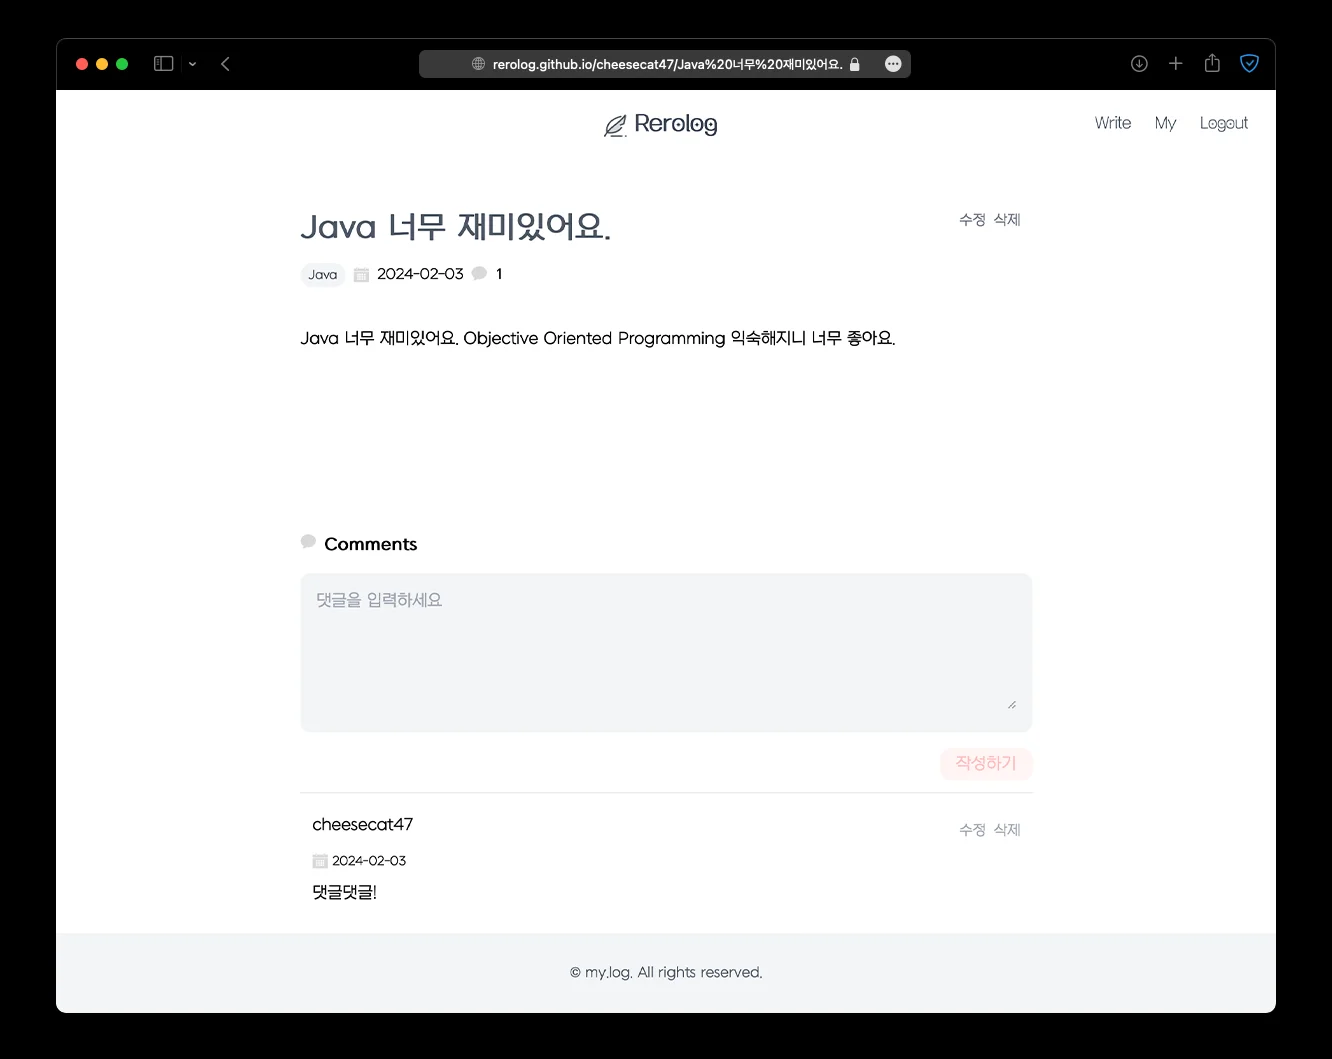 rerolog.github.io/cheesecat47/Java%20너무%20재미있어요.
Rerolog
Write My Logout
Java 너무 재미있어요.
수정 삭제
Java 2024-02-03 1
Java 너무 재미있어요. Objective Oriented Programming 익숙해지니 너무 좋아요.
Comments
댓글을 입력하세요
작성하기
cheesecat47
수정 삭제
2024-02-03
댓글댓글!
© my.log. All rights reserved.